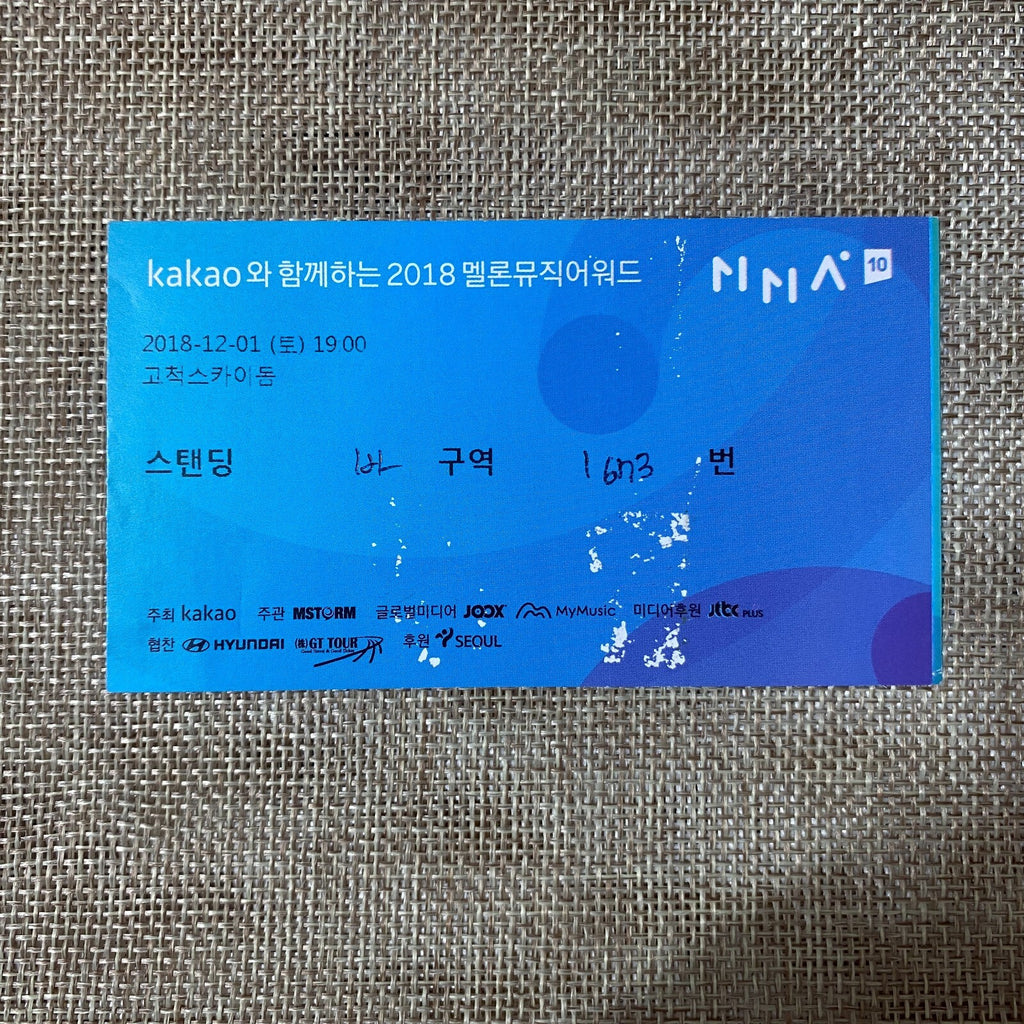 kakao와 함께하는 2018 멜론뮤직어워드 MMA 10
2018-12-01 (토) 19:00
고척스카이돔
스탠딩 바 구역 1673 번
주최 kakao 주관 MSTORM 글로벌미디어 JOOX MyMusic 미디어후원 JTBC PLUS
협찬 HYUNDAI (株)GT TOUR 후원 SEOUL